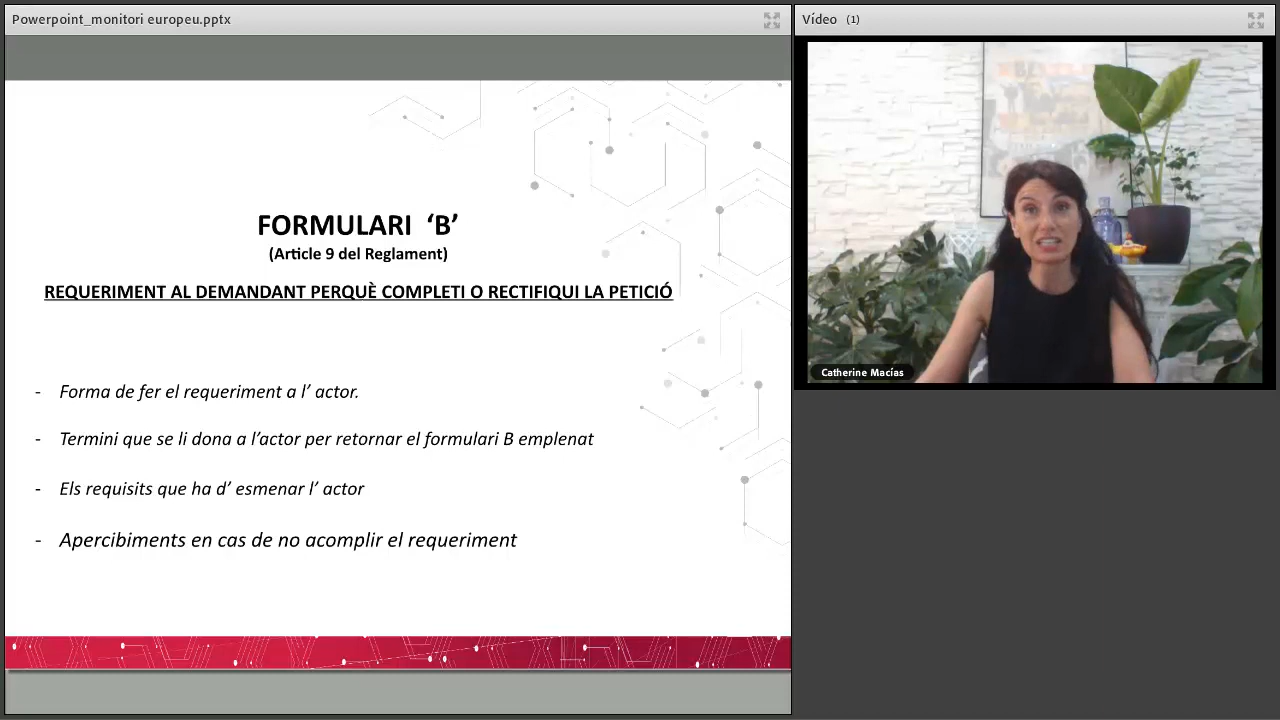 Powerpoint_monitori europeu.pptx
Vídeo (1)
FORMULARI ‘B’
(Article 9 del Reglament)
REQUERIMENT AL DEMANDANT PERQUÈ COMPLETI O RECTIFIQUI LA PETICIÓ
- Forma de fer el requeriment a l’ actor.
- Termini que se li dona a l’actor per retornar el formulari B emplenat
- Els requisits que ha d’ esmenar l’ actor
- Apercibiments en cas de no acomplir el requeriment
Catherine Macías